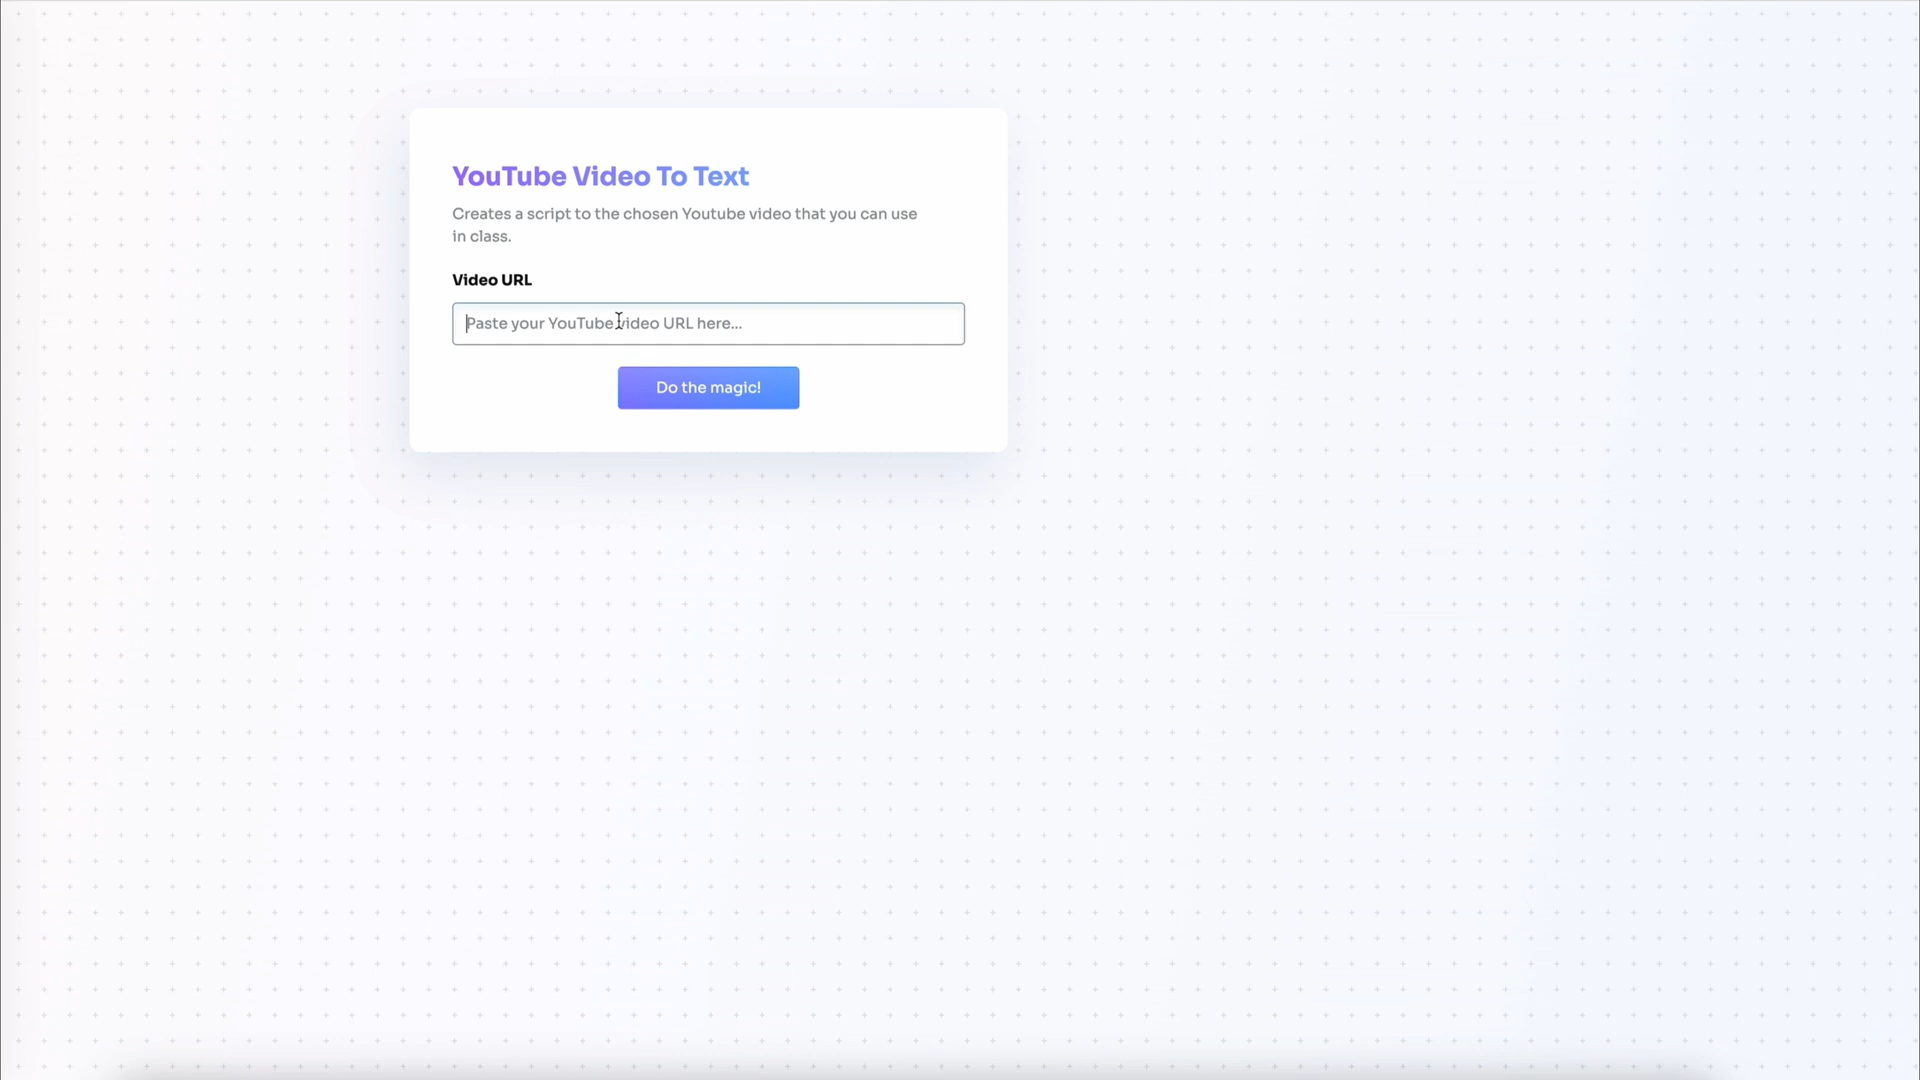 YouTube Video To Text
Creates a script to the chosen Youtube video that you can use
in class.
Video URL
Paste your YouTube video URL here...
Do the magic!